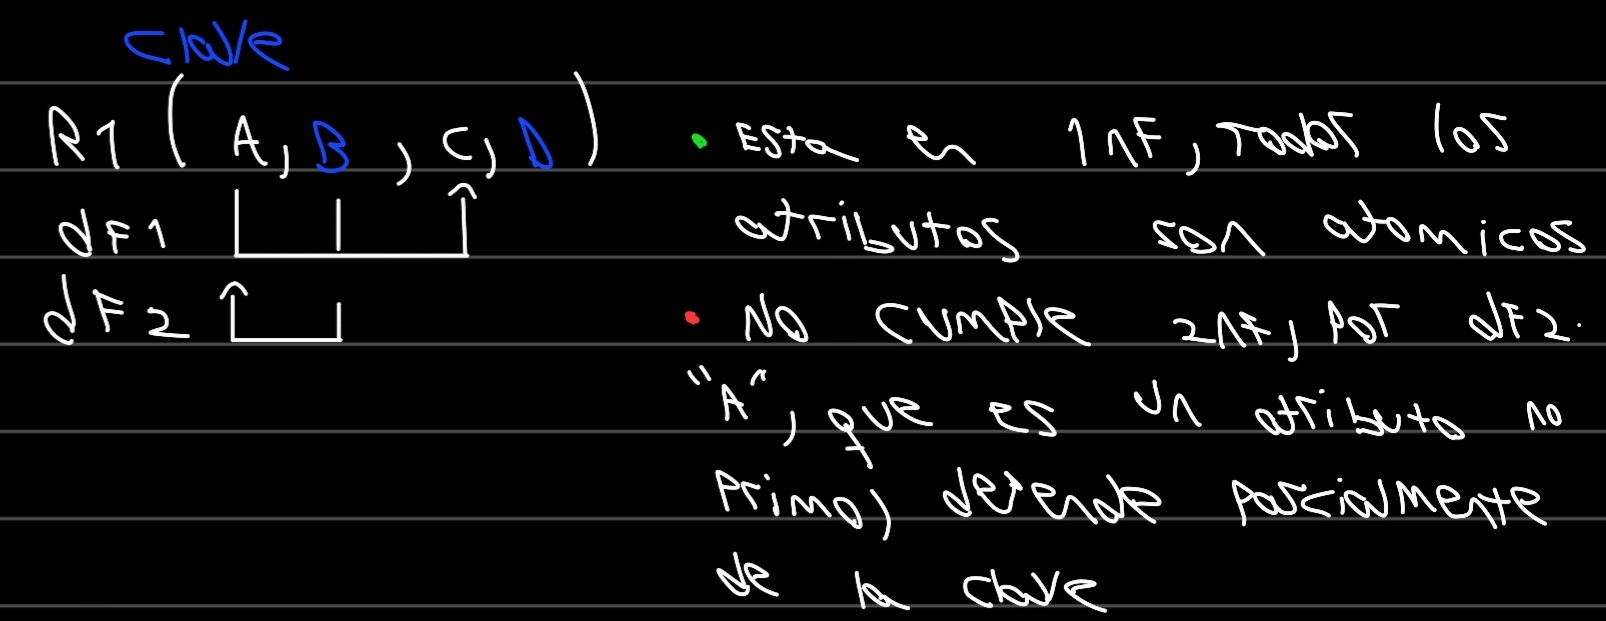 clave
R1 ( A, B, C, D )
dF1
dF2
• Esta en 1nF, Todos los
atributos son atomicos
• No cumple 2nF, por dF2.
"A", que es un atributo no
Primo, depende parcialmente
de la clave